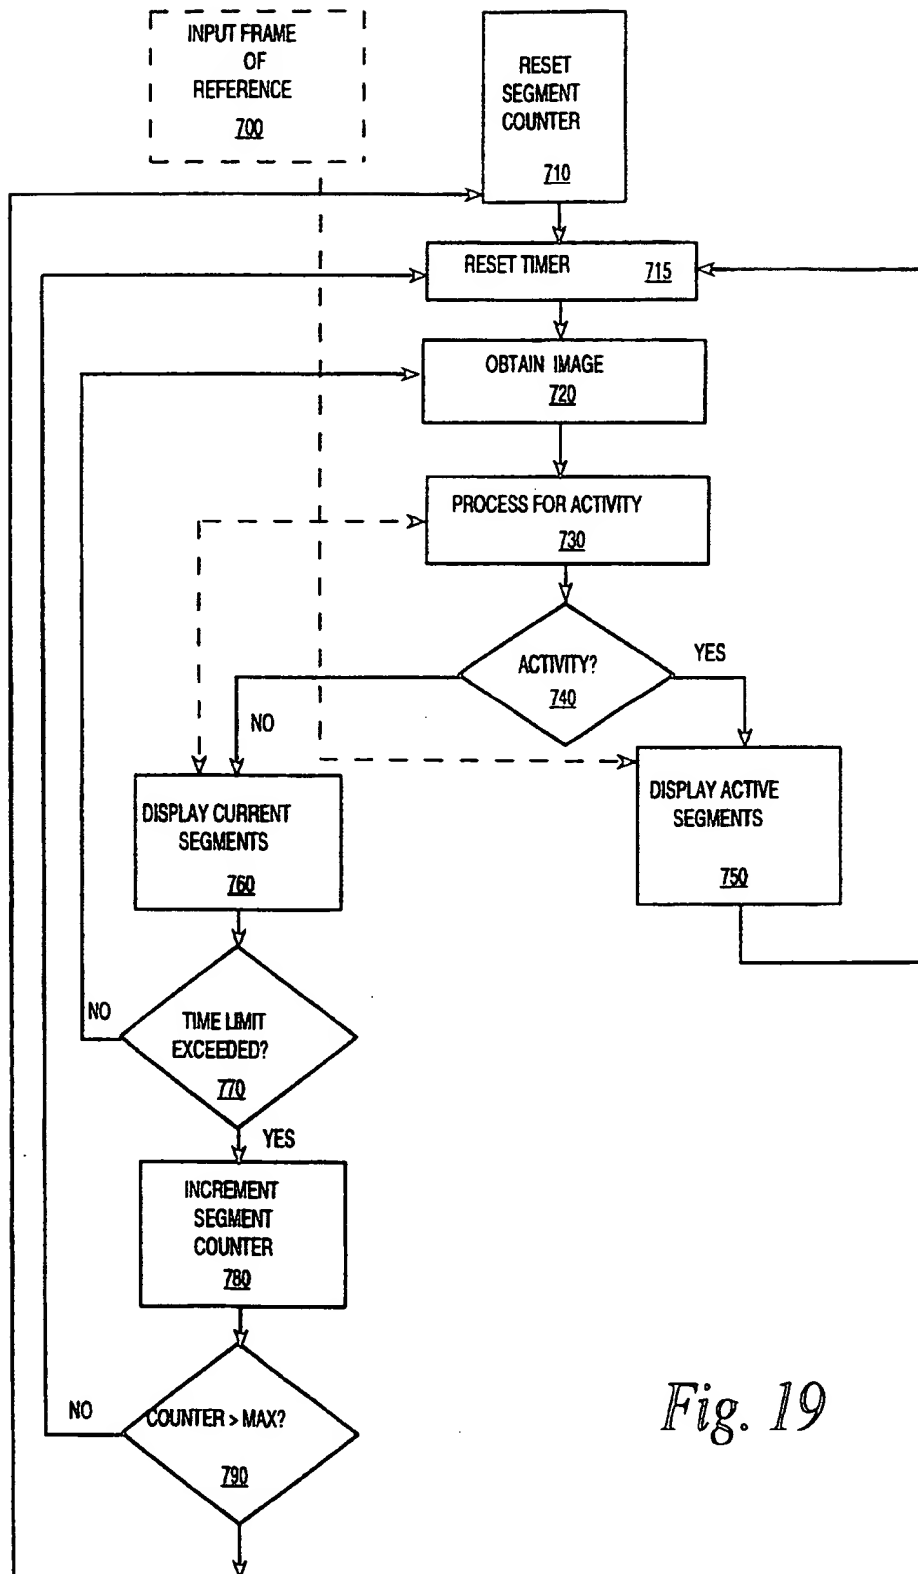 INPUT FRAME
OF
REFERENCE
700
RESET
SEGMENT
COUNTER
710
RESET TIMER 715
OBTAIN IMAGE
720
PROCESS FOR ACTIVITY
730
ACTIVITY?
740
YES
NO
DISPLAY CURRENT
SEGMENTS
760
DISPLAY ACTIVE
SEGMENTS
750
NO
TIME LIMIT
EXCEEDED?
770
YES
INCREMENT
SEGMENT
COUNTER
780
NO
COUNTER > MAX?
790
Fig. 19